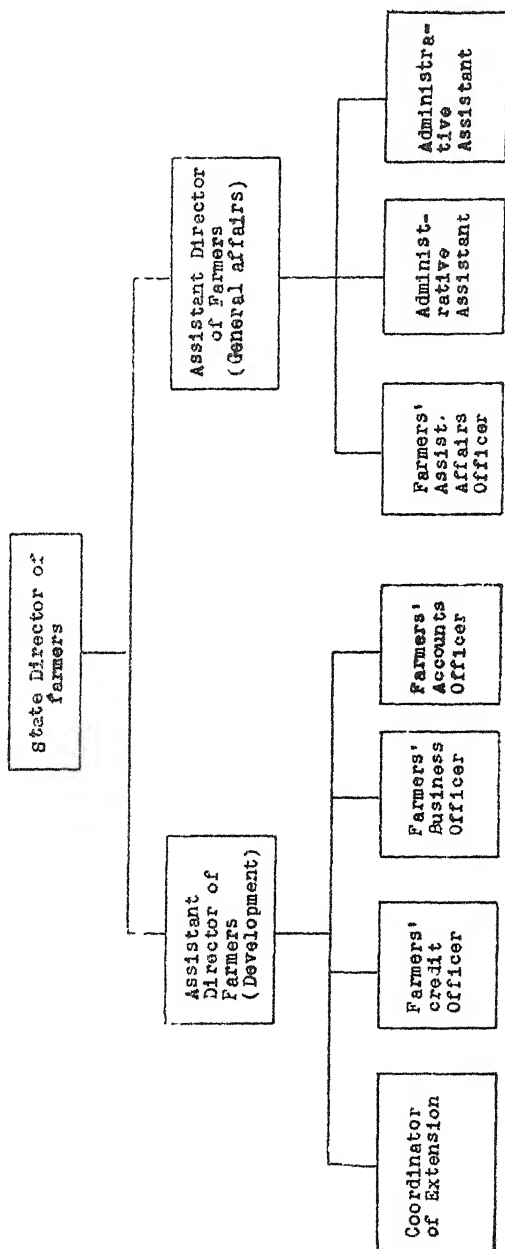 State Director of
farmers
Assistant
Director of
Farmers
(Development)
Assistant Director
of Farmers
(General affairs)
Coordinator
of Extension
Farmers'
credit
Officer
Farmers'
Business
Officer
Farmers'
Accounts
Officer
Farmers'
Assist.
Affairs
Officer
Administ-
rative
Assistant
Administra-
tive
Assistant